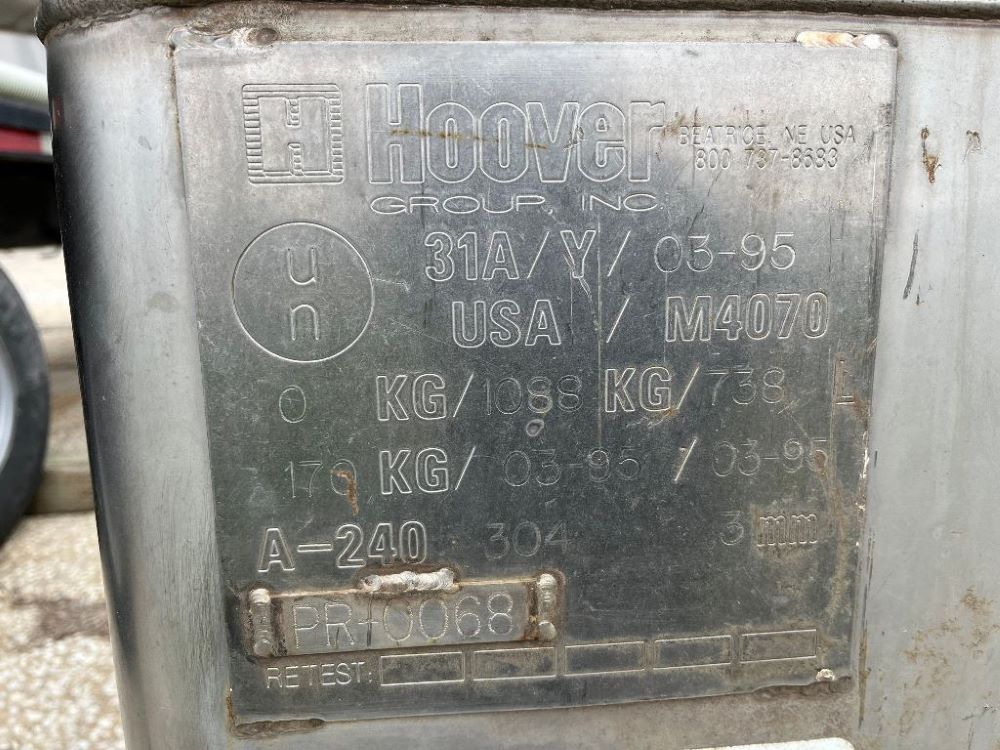 H Hoover
GROUP, INC.
BEATRICE, NE USA
800 737-8683
un
31A/Y/ 03-95
USA / M4070
0 KG/1088 KG/738 L
170 KG/ 03-95 / 03-95
A-240 304 3 mm
PR-0068
RETEST: